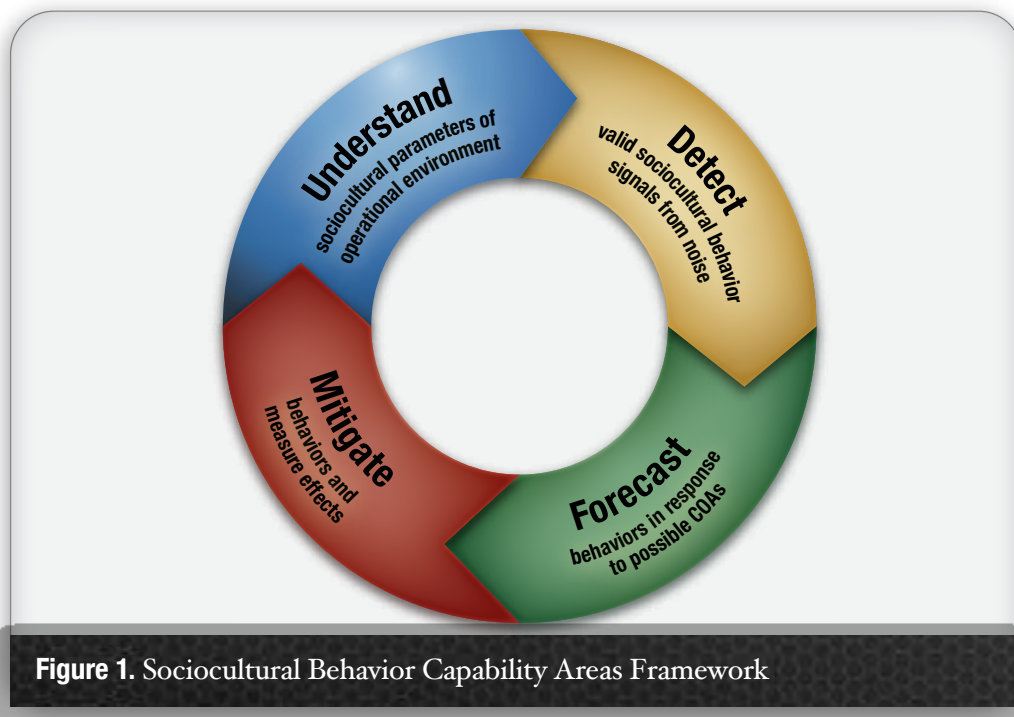 Understand
sociocultural parameters of
operational environment
Detect
valid sociocultural behavior
signals from noise
Forecast
behaviors in response
to possible COAs
Mitigate
behaviors and
measure effects
Figure 1. Sociocultural Behavior Capability Areas Framework